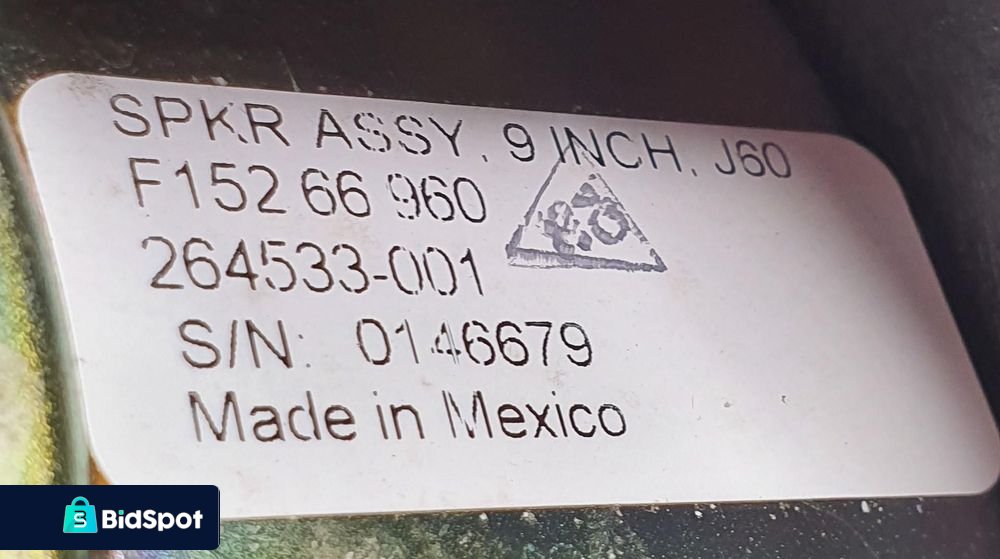 SPKR ASSY, 9 INCH, J60
F152 66 960
264533-001
S/N: 0146679
Made in Mexico
BidSpot